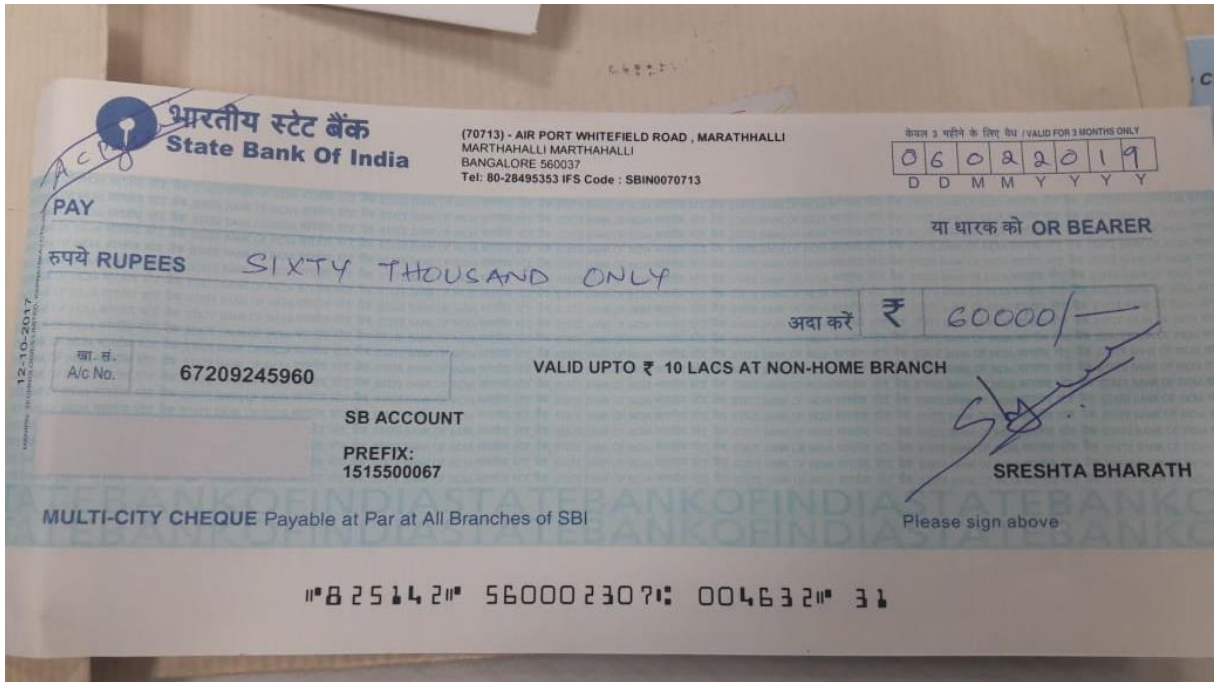 भारतीय स्टेट बैंक
State Bank Of India
(70713) - AIR PORT WHITEFIELD ROAD , MARATHHALLI
MARTHAHALLI MARTHAHALLI
BANGALORE 560037
Tel: 80-28495353 IFS Code : SBIN0070713
केवल 3 महीने के लिए वैध / VALID FOR 3 MONTHS ONLY
0 6 0 2 2 0 1 9
D D M M Y Y Y Y
PAY
या धारक को OR BEARER
रुपये RUPEES SIXTY THOUSAND ONLY
अदा करें ₹ 60000/-
खा. सं.
A/c No. 67209245960
VALID UPTO ₹ 10 LACS AT NON-HOME BRANCH
12-10-2017
SB ACCOUNT
PREFIX:
1515500067
SRESHTA BHARATH
MULTI-CITY CHEQUE Payable at Par at All Branches of SBI
Please sign above
STATEBANKOFINDIA
⑈825142⑈ 560002307⑆ 004632⑈ 31